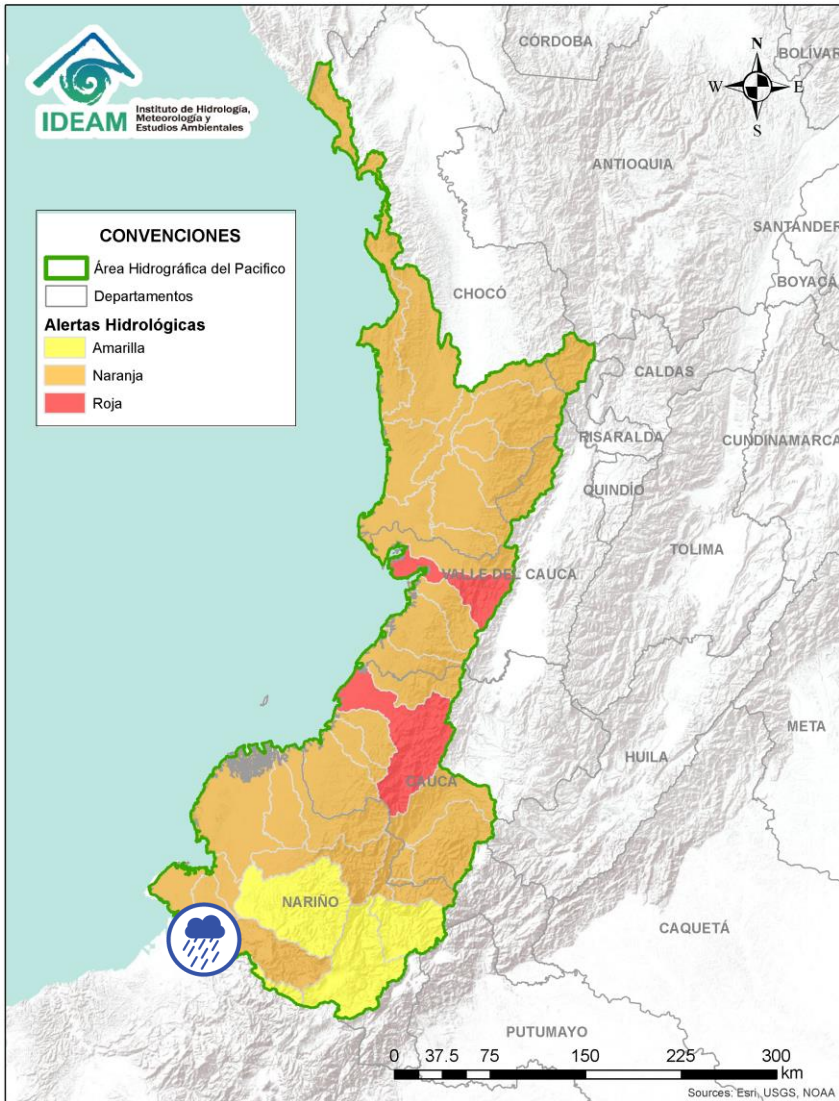 IDEAM
Instituto de Hidrología,
Meteorología y
Estudios Ambientales
CÓRDOBA
BOLÍVAR
N
W
E
S
ANTIOQUIA
SANTANDER
BOYACÁ
CONVENCIONES
Área Hidrográfica del Pacifico
Departamentos
Alertas Hidrológicas
Amarilla
Naranja
Roja
CHOCÓ
CALDAS
RISARALDA
CUNDINAMARCA
QUINDÍO
TOLIMA
VALLE DEL CAUCA
META
HUILA
CAUCA
NARIÑO
CAQUETÁ
PUTUMAYO
0 37.5 75 150 225 300
km
Sources: Esri, USGS, NOAA